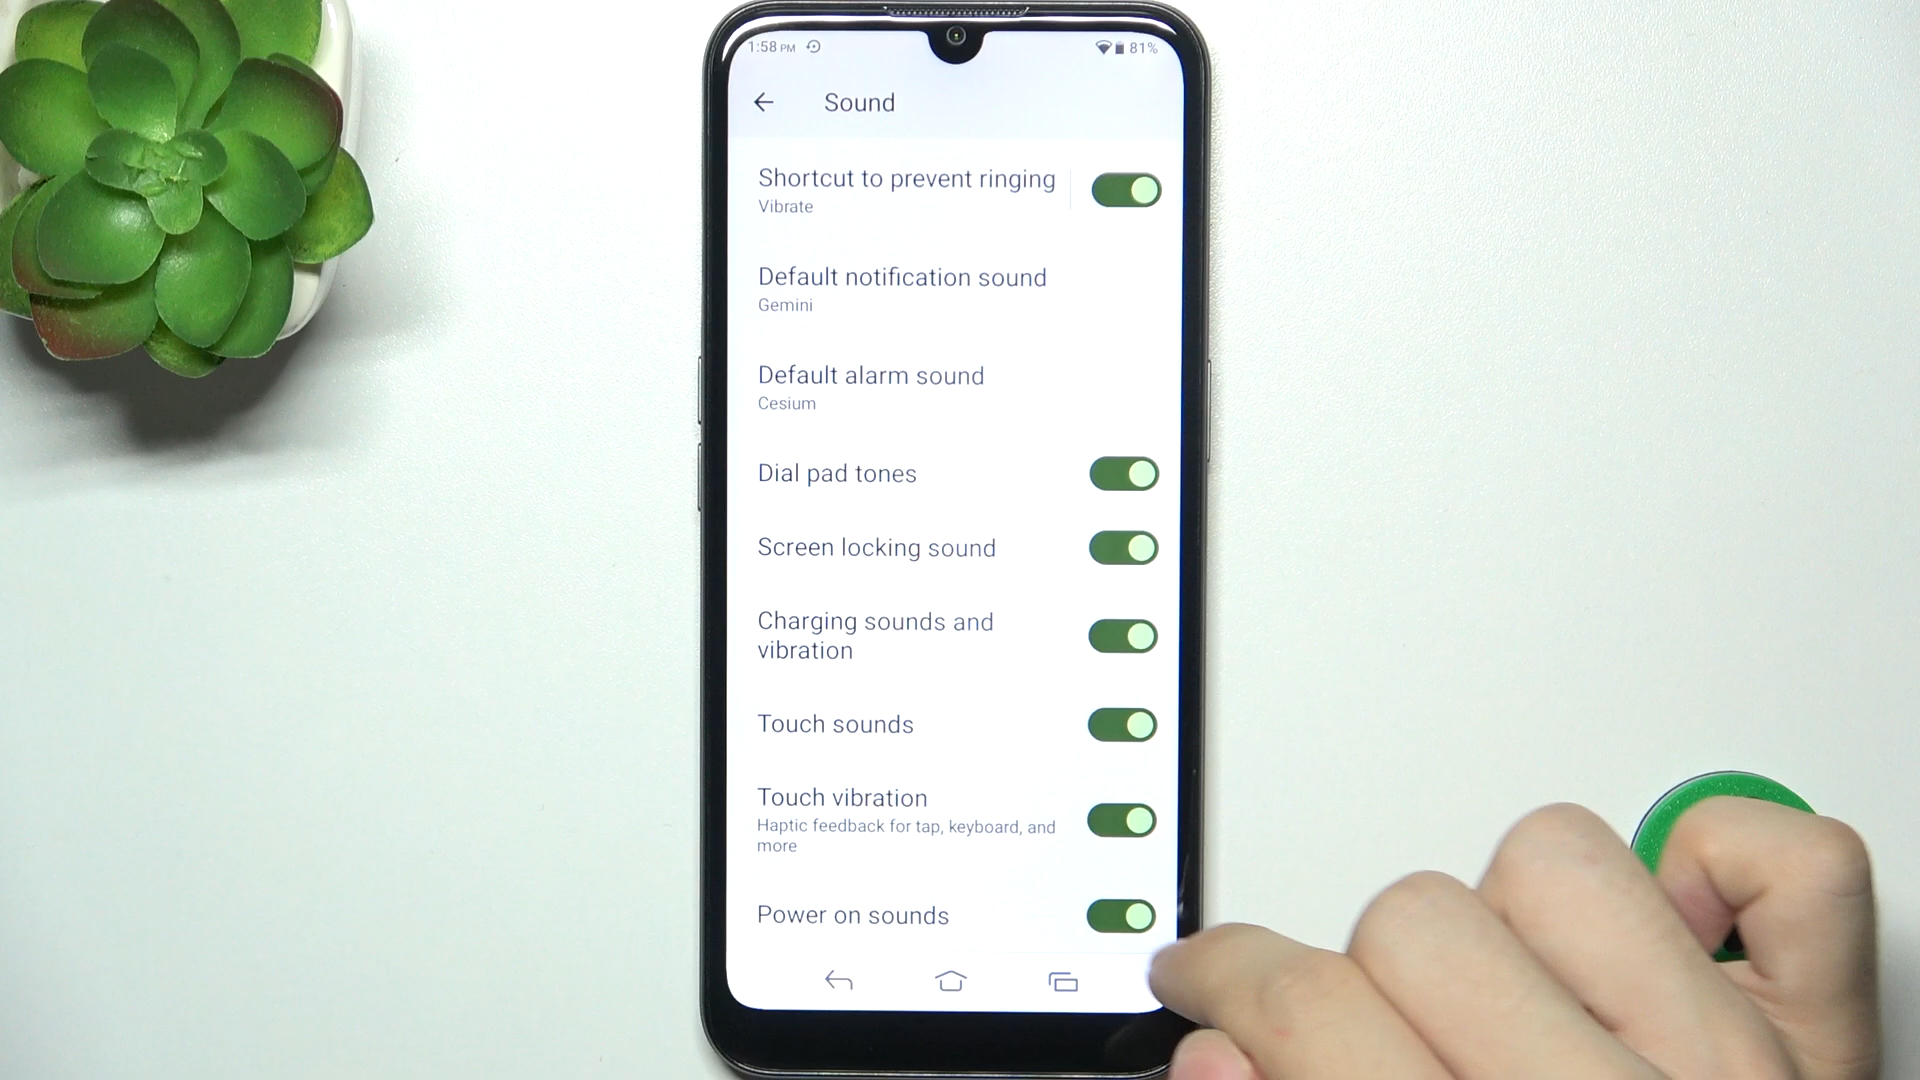 1:58 PM 81%
Sound
Shortcut to prevent ringing
Vibrate
Default notification sound
Gemini
Default alarm sound
Cesium
Dial pad tones
Screen locking sound
Charging sounds and
vibration
Touch sounds
Touch vibration
Haptic feedback for tap, keyboard, and
more
Power on sounds